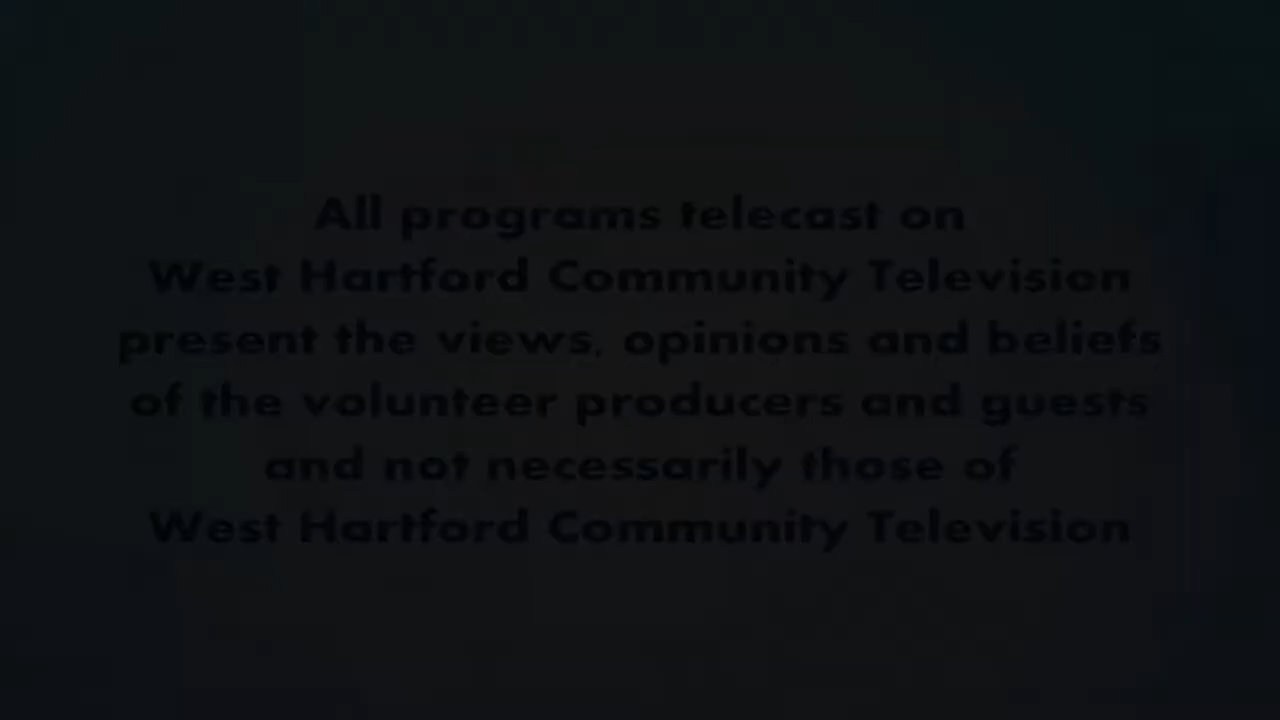 All programs telecast on
West Hartford Community Television
present the views, opinions and beliefs
of the volunteer producers and guests
and not necessarily those of
West Hartford Community Television